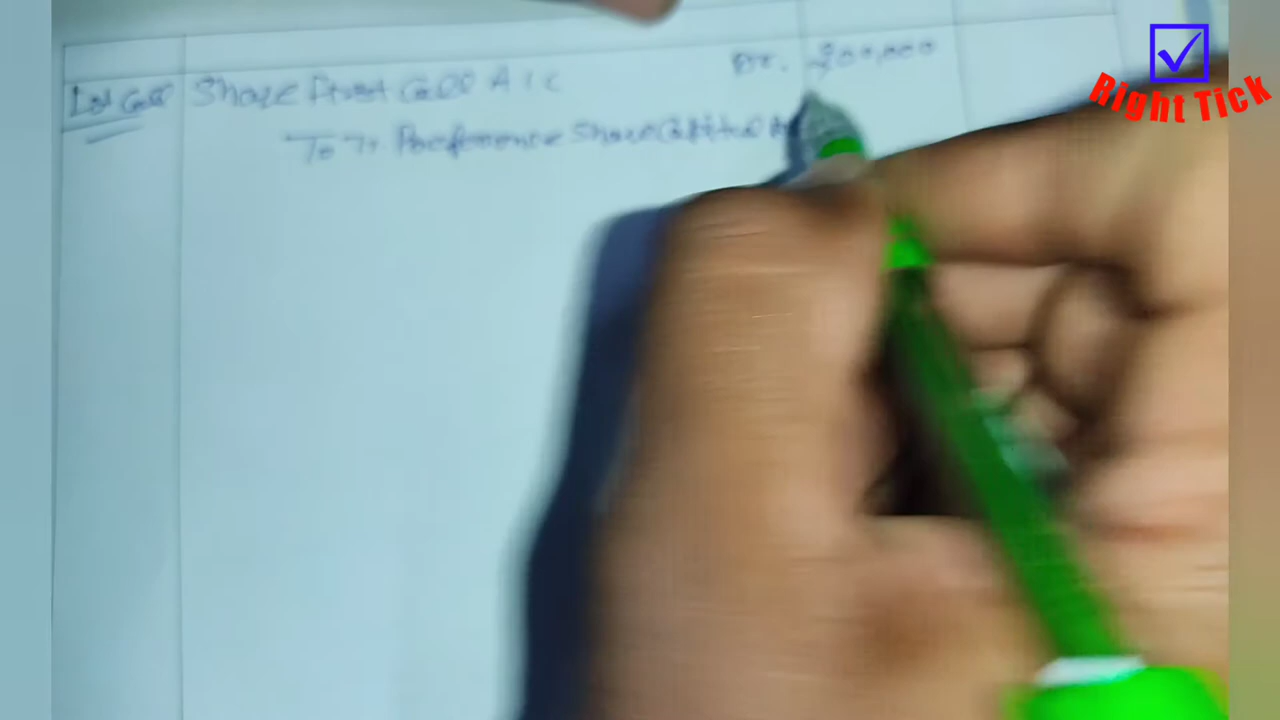 1st Call Share First Call A/c Dr. 200,000
To 7% Preference Share Capital A
Right Tick